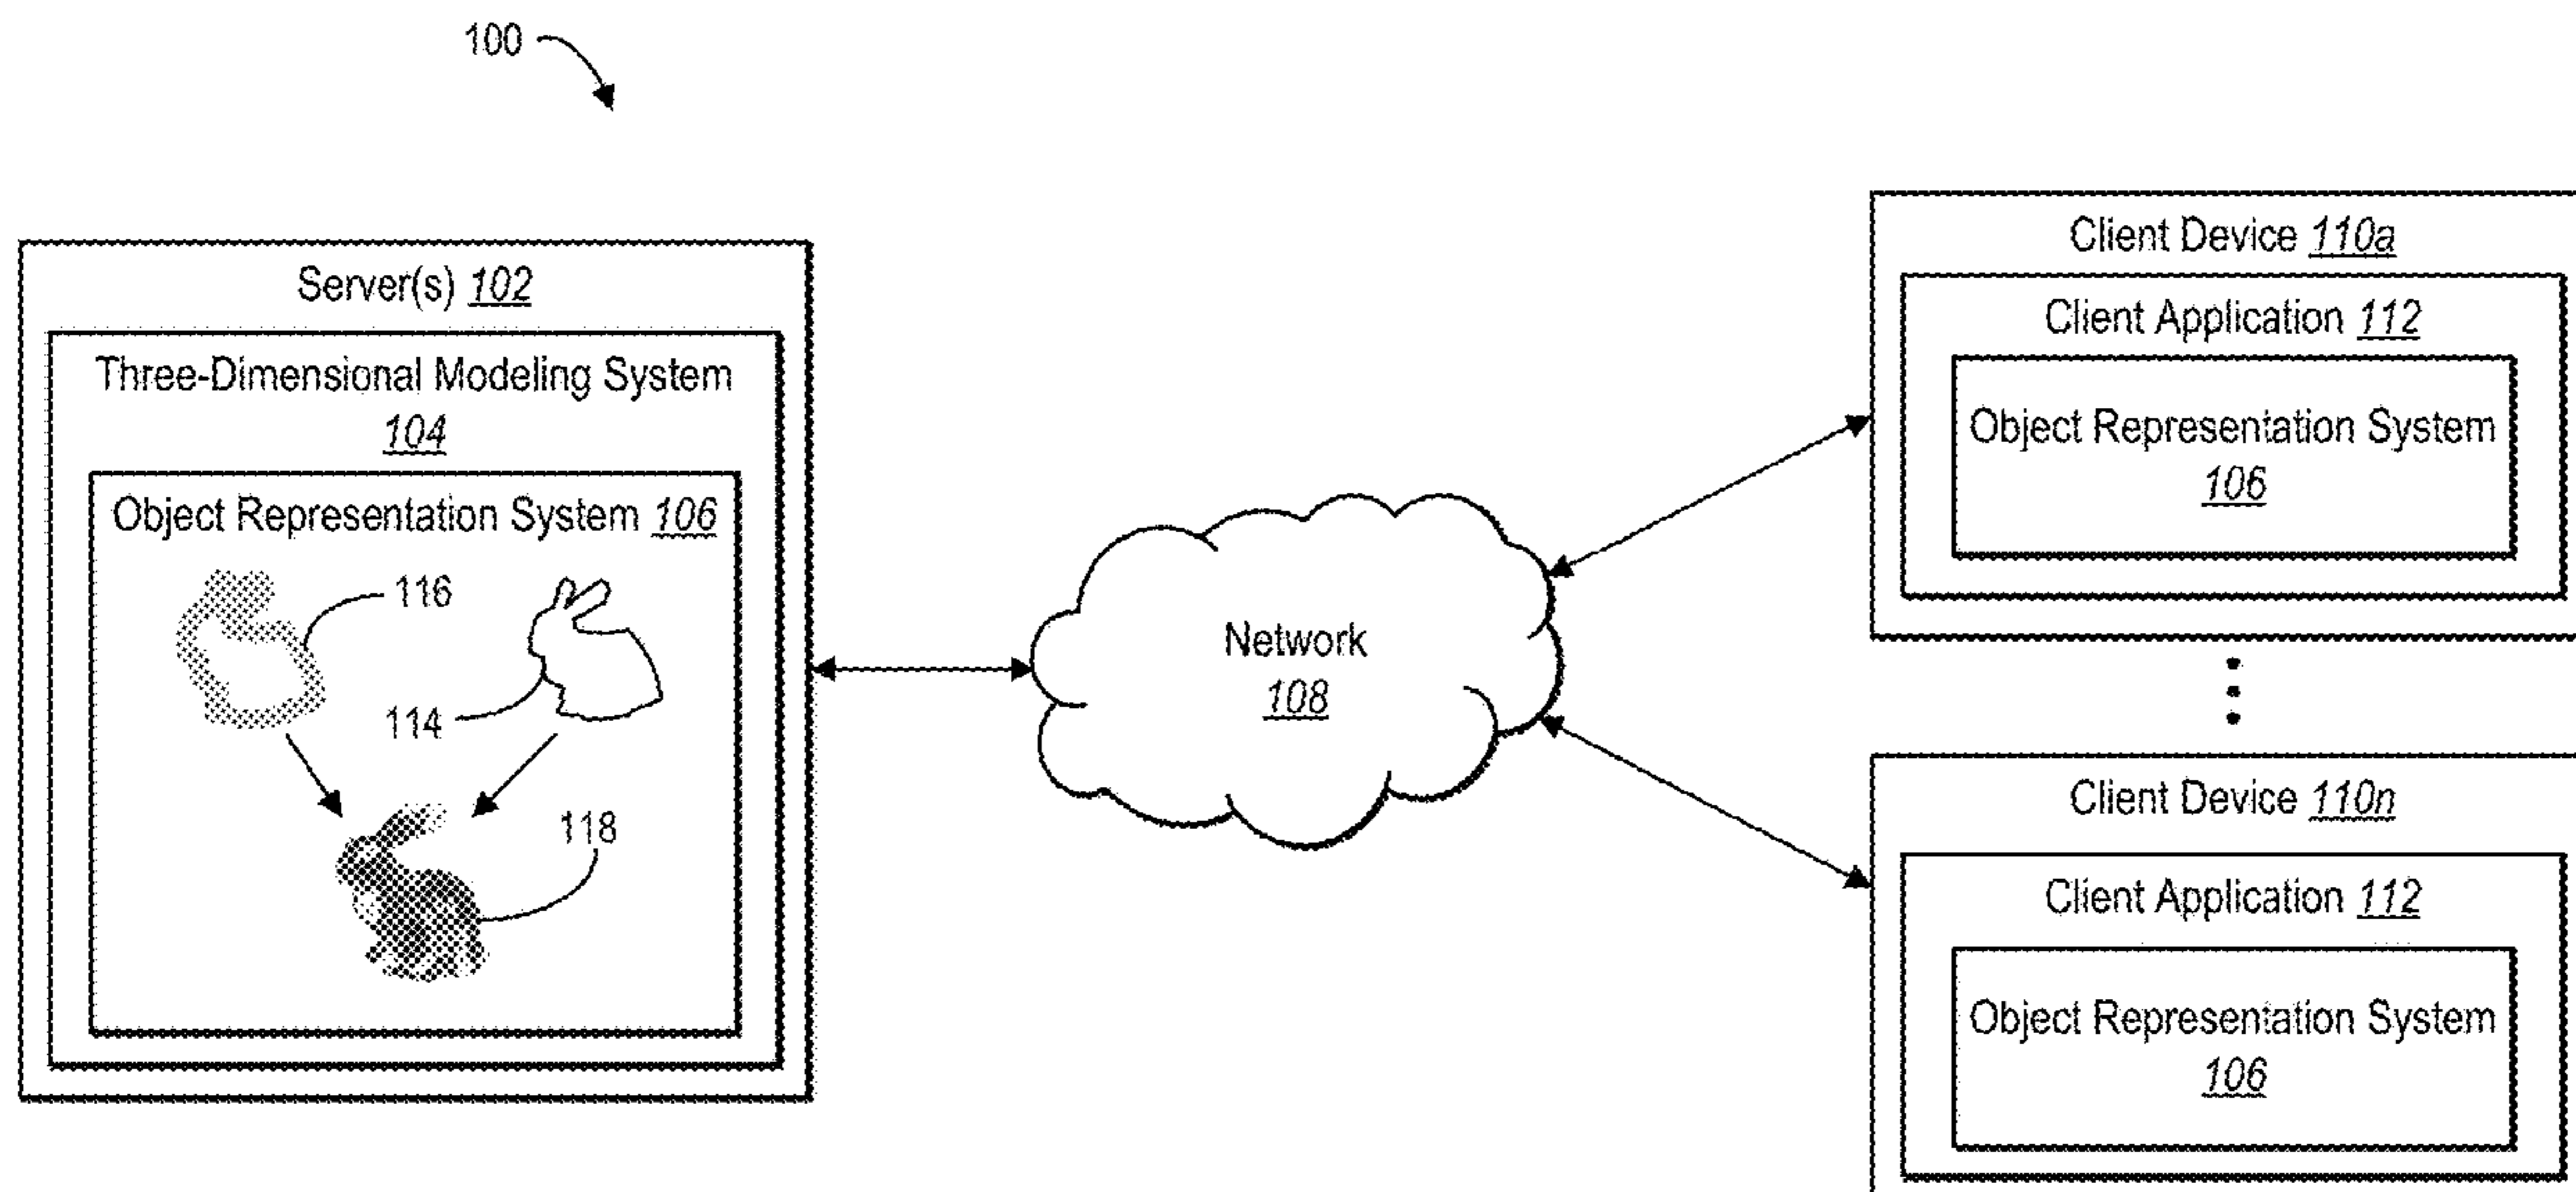 100
Server(s) 102
Three-Dimensional Modeling System
104
Object Representation System 106
116
114
118
Network
108
Client Device 110a
Client Application 112
Object Representation System
106
Client Device 110n
Client Application 112
Object Representation System
106